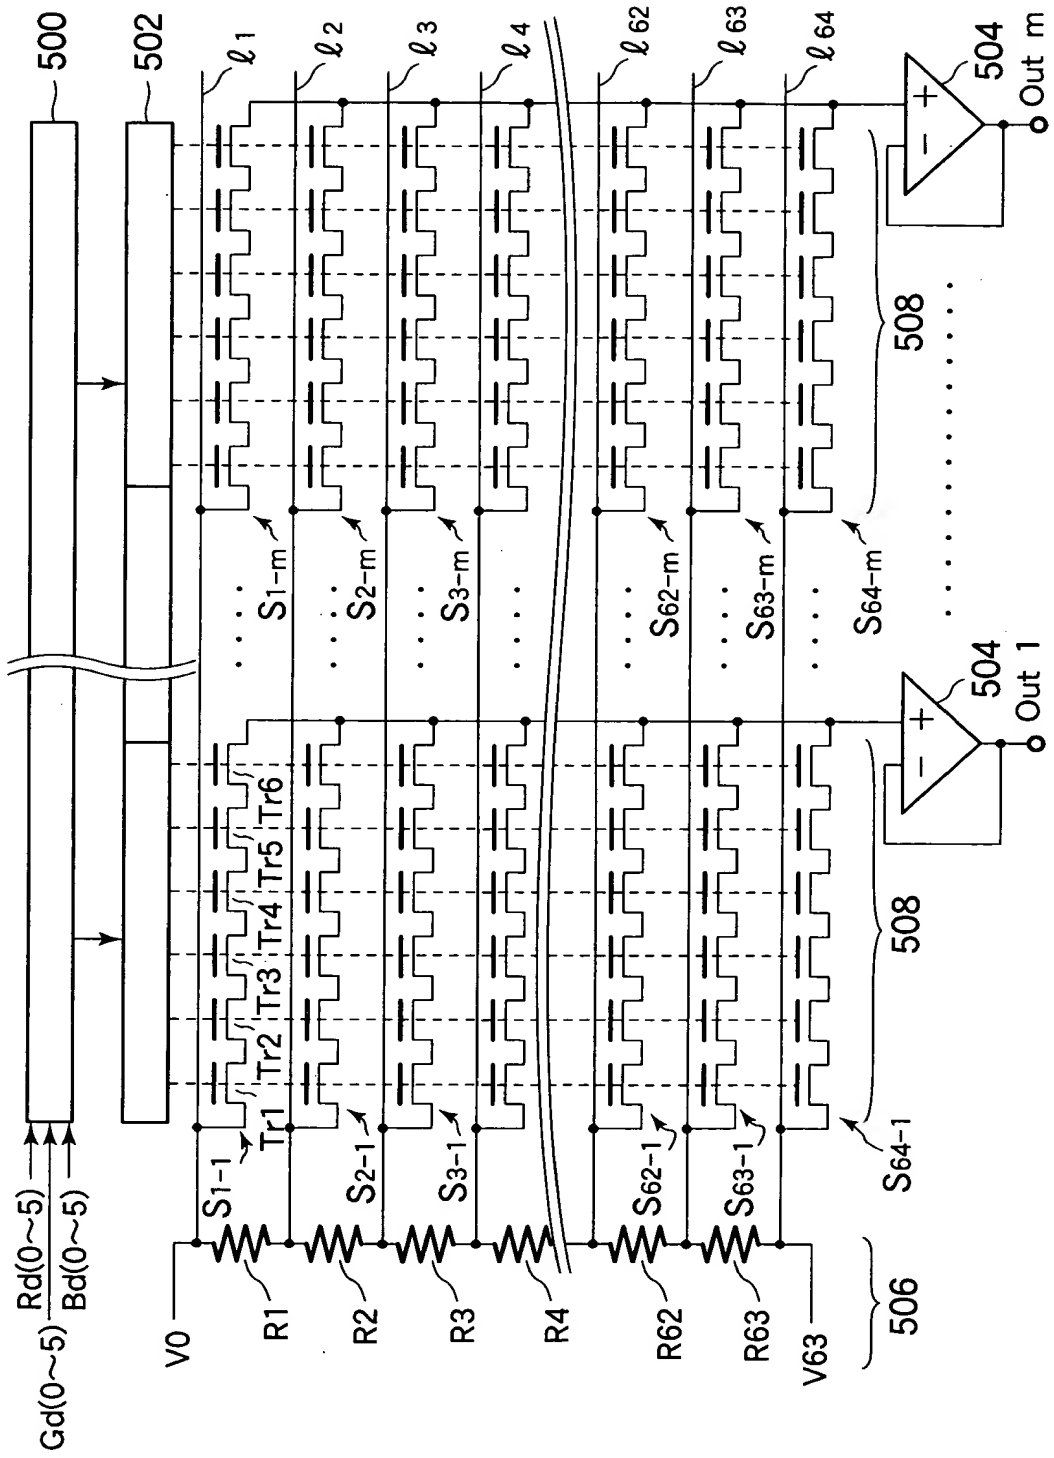 500
502
Rd(0~5)
Gd(0~5)
Bd(0~5)
ℓ1
ℓ2
ℓ3
ℓ4
ℓ62
ℓ63
ℓ64
Tr1 Tr2 Tr3 Tr4 Tr5 Tr6
S1-1
S2-1
S3-1
S62-1
S63-1
S64-1
S1-m
S2-m
S3-m
S62-m
S63-m
S64-m
V0
R1
R2
R3
R4
R62
R63
V63
506
508
508
+
-
504
Out 1
+
-
504
Out m